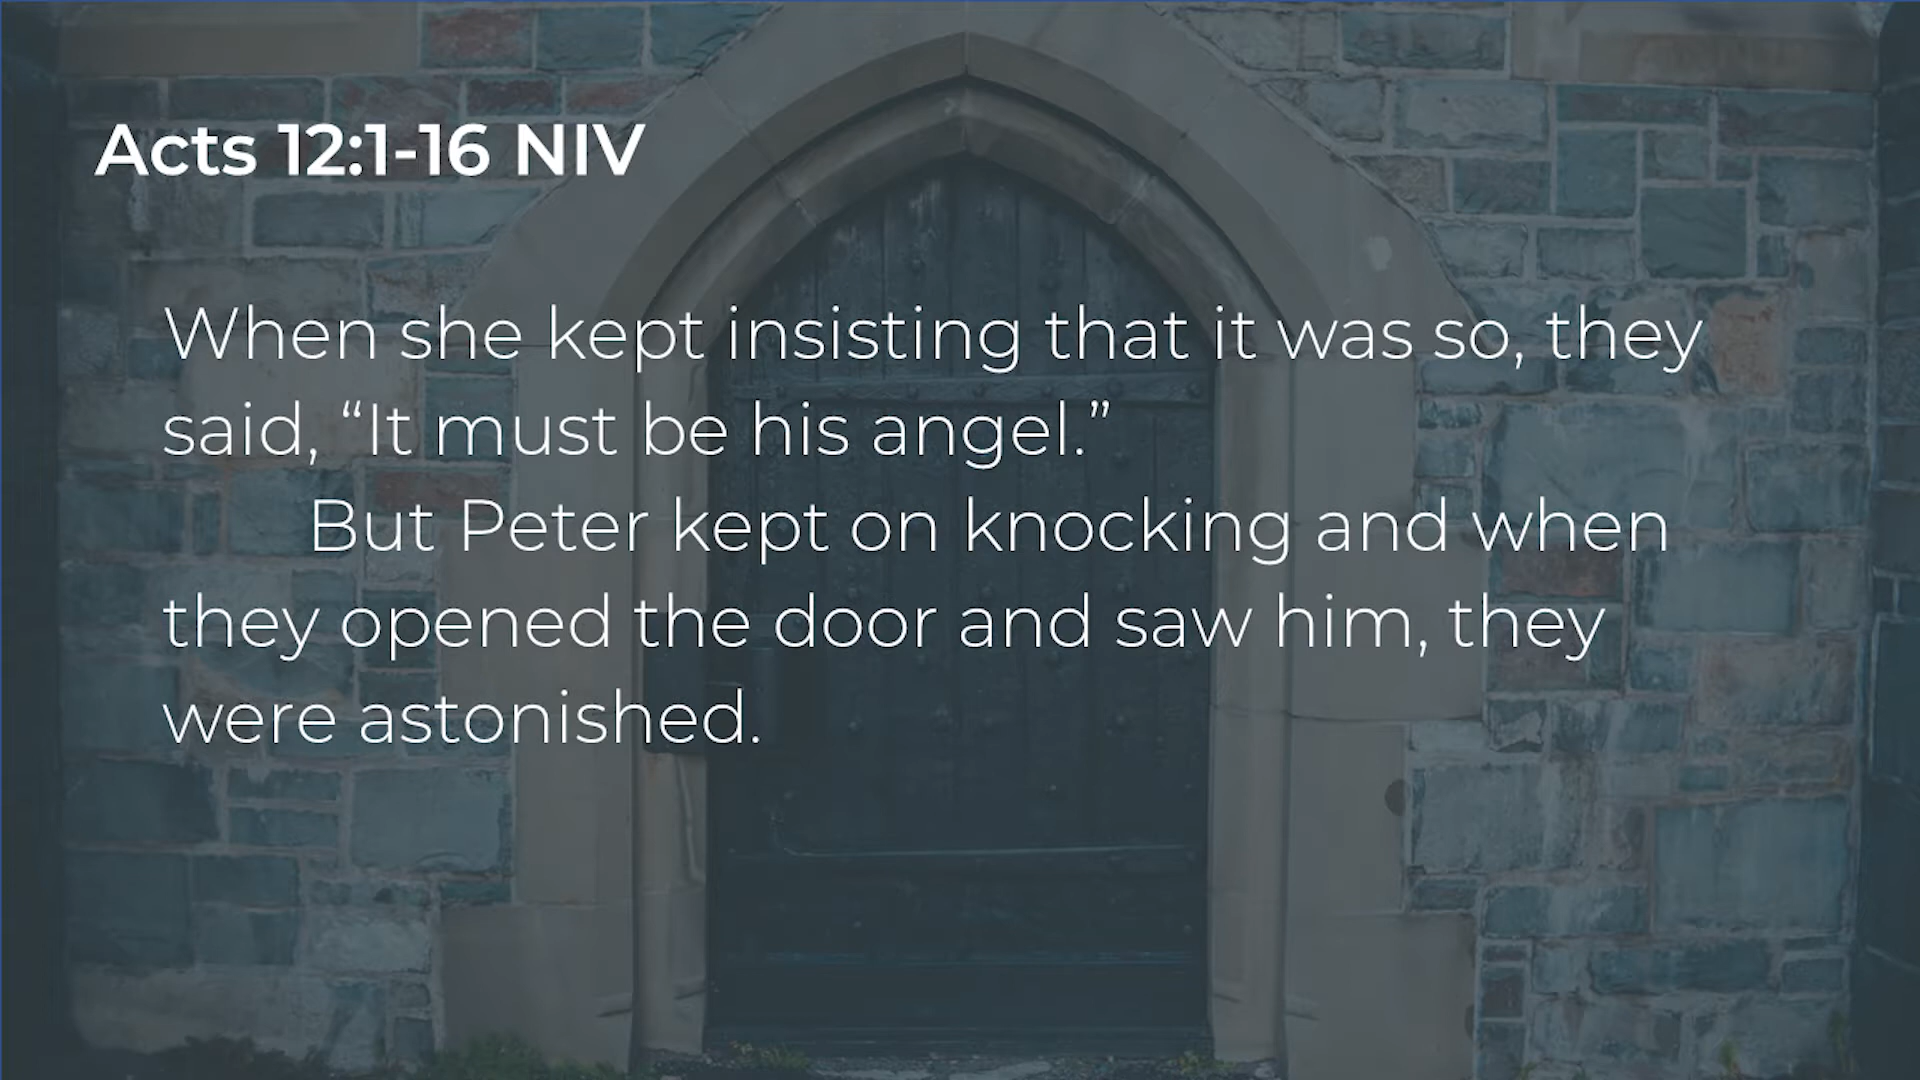 Acts 12:1-16 NIV
When she kept insisting that it was so, they
said, “It must be his angel.”
But Peter kept on knocking and when
they opened the door and saw him, they
were astonished.